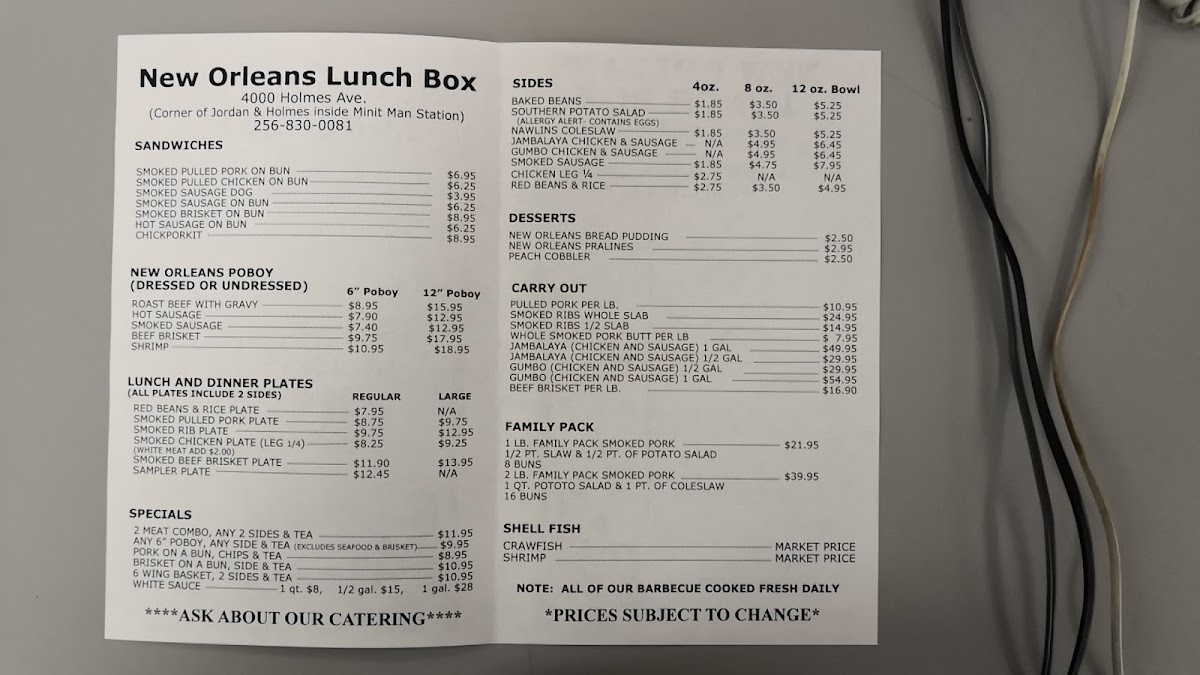 New Orleans Lunch Box
4000 Holmes Ave.
(Corner of Jordan & Holmes inside Minit Man Station)
256-830-0081
SANDWICHES
SMOKED PULLED PORK ON BUN $6.95
SMOKED PULLED CHICKEN ON BUN $6.25
SMOKED SAUSAGE DOG $3.95
SMOKED SAUSAGE ON BUN $6.25
SMOKED BRISKET ON BUN $8.95
HOT SAUSAGE ON BUN $6.25
CHICKPORKIT $8.95
NEW ORLEANS POBOY
(DRESSED OR UNDRESSED) 6" Poboy 12" Poboy
ROAST BEEF WITH GRAVY $8.95 $15.95
HOT SAUSAGE $7.90 $12.95
SMOKED SAUSAGE $7.40 $12.95
BEEF BRISKET $9.75 $17.95
SHRIMP $10.95 $18.95
LUNCH AND DINNER PLATES
(ALL PLATES INCLUDE 2 SIDES) REGULAR LARGE
RED BEANS & RICE PLATE $7.95 N/A
SMOKED PULLED PORK PLATE $8.75 $9.75
SMOKED RIB PLATE $9.75 $12.95
SMOKED CHICKEN PLATE (LEG 1/4) $8.25 $9.25
(WHITE MEAT ADD $2.00)
SMOKED BEEF BRISKET PLATE $11.90 $13.95
SAMPLER PLATE $12.45 N/A
SPECIALS
2 MEAT COMBO, ANY 2 SIDES & TEA $11.95
ANY 6" POBOY, ANY SIDE & TEA (EXCLUDES SEAFOOD & BRISKET) $9.95
PORK ON A BUN, CHIPS & TEA $8.95
BRISKET ON A BUN, SIDE & TEA $10.95
6 WING BASKET, 2 SIDES & TEA $10.95
WHITE SAUCE 1 qt. $8, 1/2 gal. $15, 1 gal. $28
****ASK ABOUT OUR CATERING****
SIDES 4oz. 8 oz. 12 oz. Bowl
BAKED BEANS $1.85 $3.50 $5.25
SOUTHERN POTATO SALAD $1.85 $3.50 $5.25
(ALLERGY ALERT- CONTAINS EGGS)
NAWLINS COLESLAW $1.85 $3.50 $5.25
JAMBALAYA CHICKEN & SAUSAGE N/A $4.95 $6.45
GUMBO CHICKEN & SAUSAGE N/A $4.95 $6.45
SMOKED SAUSAGE $1.85 $4.75 $7.95
CHICKEN LEG ¼ $2.75 N/A N/A
RED BEANS & RICE $2.75 $3.50 $4.95
DESSERTS
NEW ORLEANS BREAD PUDDING $2.50
NEW ORLEANS PRALINES $2.95
PEACH COBBLER $2.50
CARRY OUT
PULLED PORK PER LB. $10.95
SMOKED RIBS WHOLE SLAB $24.95
SMOKED RIBS 1/2 SLAB $14.95
WHOLE SMOKED PORK BUTT PER LB $ 7.95
JAMBALAYA (CHICKEN AND SAUSAGE) 1 GAL $49.95
JAMBALAYA (CHICKEN AND SAUSAGE) 1/2 GAL $29.95
GUMBO (CHICKEN AND SAUSAGE) 1/2 GAL $29.95
GUMBO (CHICKEN AND SAUSAGE) 1 GAL $54.95
BEEF BRISKET PER LB. $16.90
FAMILY PACK
1 LB. FAMILY PACK SMOKED PORK $21.95
1/2 PT. SLAW & 1/2 PT. OF POTATO SALAD
8 BUNS
2 LB. FAMILY PACK SMOKED PORK $39.95
1 QT. POTOTO SALAD & 1 PT. OF COLESLAW
16 BUNS
SHELL FISH
CRAWFISH MARKET PRICE
SHRIMP MARKET PRICE
NOTE: ALL OF OUR BARBECUE COOKED FRESH DAILY
*PRICES SUBJECT TO CHANGE*